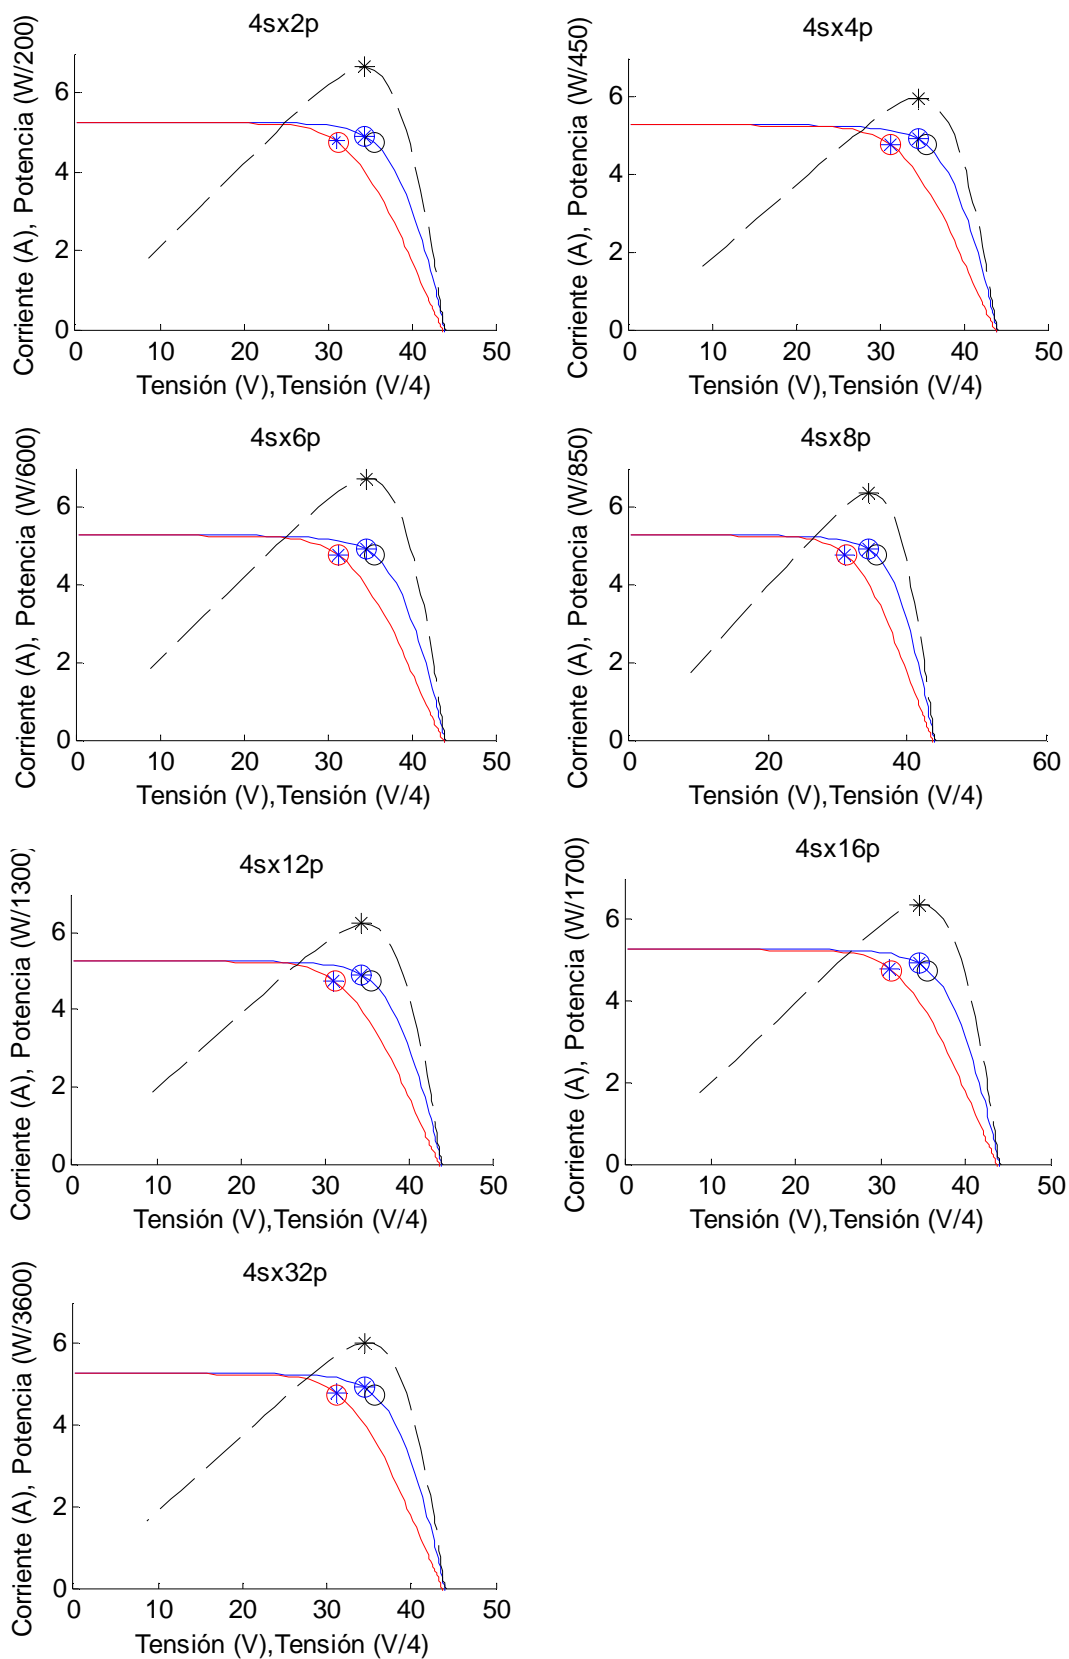 4sx2p
Corriente (A), Potencia (W/200)
6
4
2
0
0 10 20 30 40 50
Tensión (V),Tensión (V/4)
4sx4p
Corriente (A), Potencia (W/450)
6
4
2
0
0 10 20 30 40 50
Tensión (V),Tensión (V/4)
4sx6p
Corriente (A), Potencia (W/600)
6
4
2
0
0 10 20 30 40 50
Tensión (V),Tensión (V/4)
4sx8p
Corriente (A), Potencia (W/850)
6
4
2
0
0 20 40 60
Tensión (V),Tensión (V/4)
4sx12p
Corriente (A), Potencia (W/1300)
6
4
2
0
0 10 20 30 40 50
Tensión (V),Tensión (V/4)
4sx16p
Corriente (A), Potencia (W/1700)
6
4
2
0
0 10 20 30 40 50
Tensión (V),Tensión (V/4)
4sx32p
Corriente (A), Potencia (W/3600)
6
4
2
0
0 10 20 30 40 50
Tensión (V),Tensión (V/4)